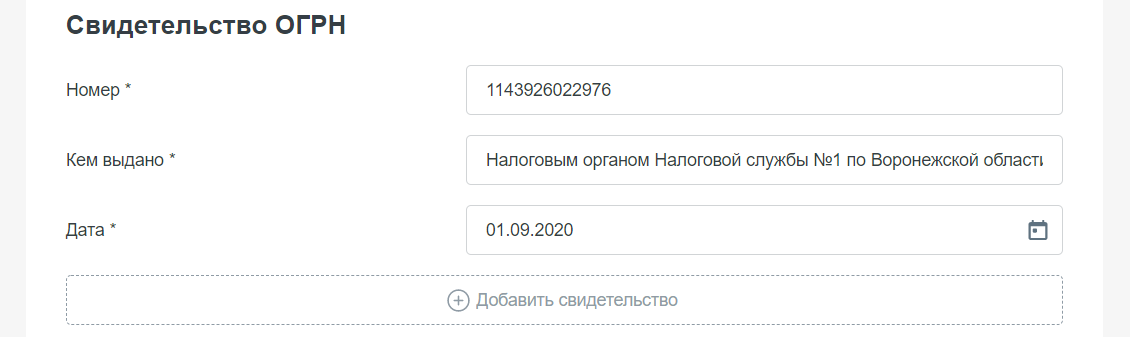 Свидетельство ОГРН
Номер *
1143926022976
Кем выдано *
Налоговым органом Налоговой службы №1 по Воронежской области
Дата *
01.09.2020
Добавить свидетельство